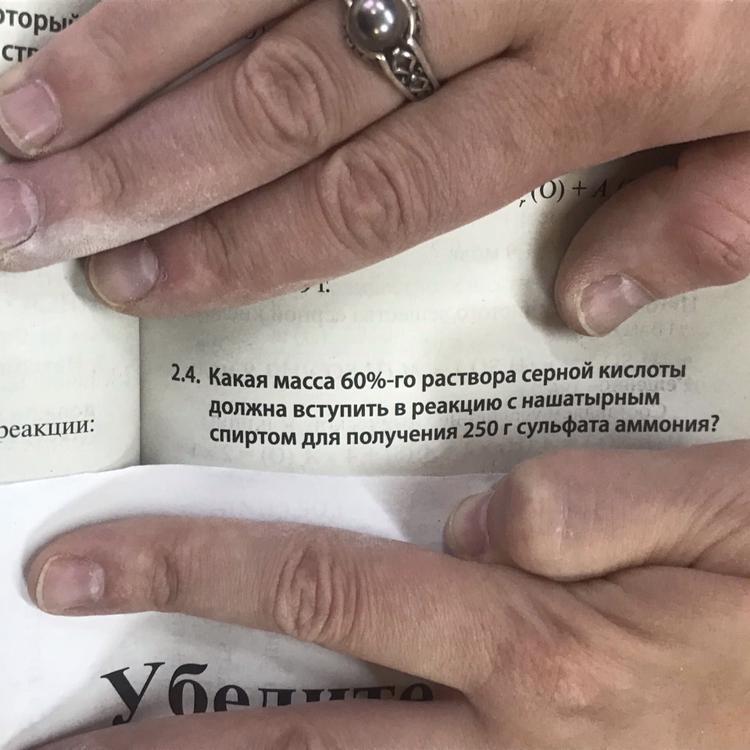 (O) + A
2.4. Какая масса 60%-го раствора серной кислоты
должна вступить в реакцию с нашатырным
спиртом для получения 250 г сульфата аммония?
реакции:
Убедите